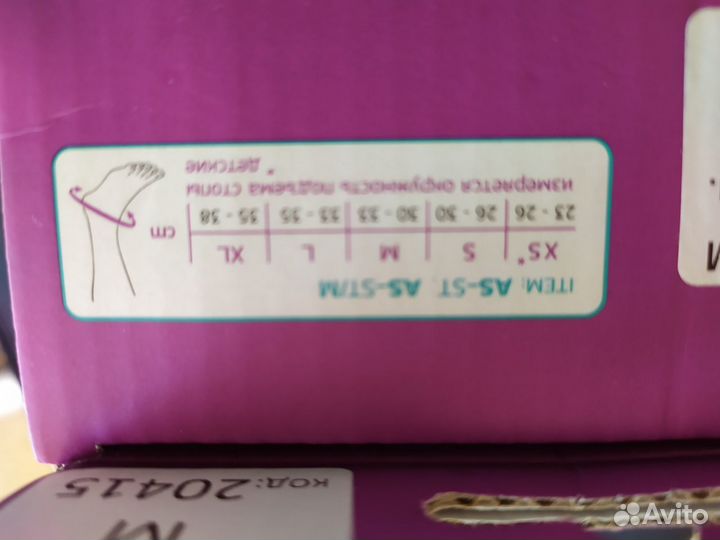 ITEM: AS-ST AS-ST/M
XS* S M L XL
23 - 26 26 - 30 30 - 33 33 - 35 35 - 38 cm
измеряется окружность подъема стопы
* детские
код: 20415
M
Avito